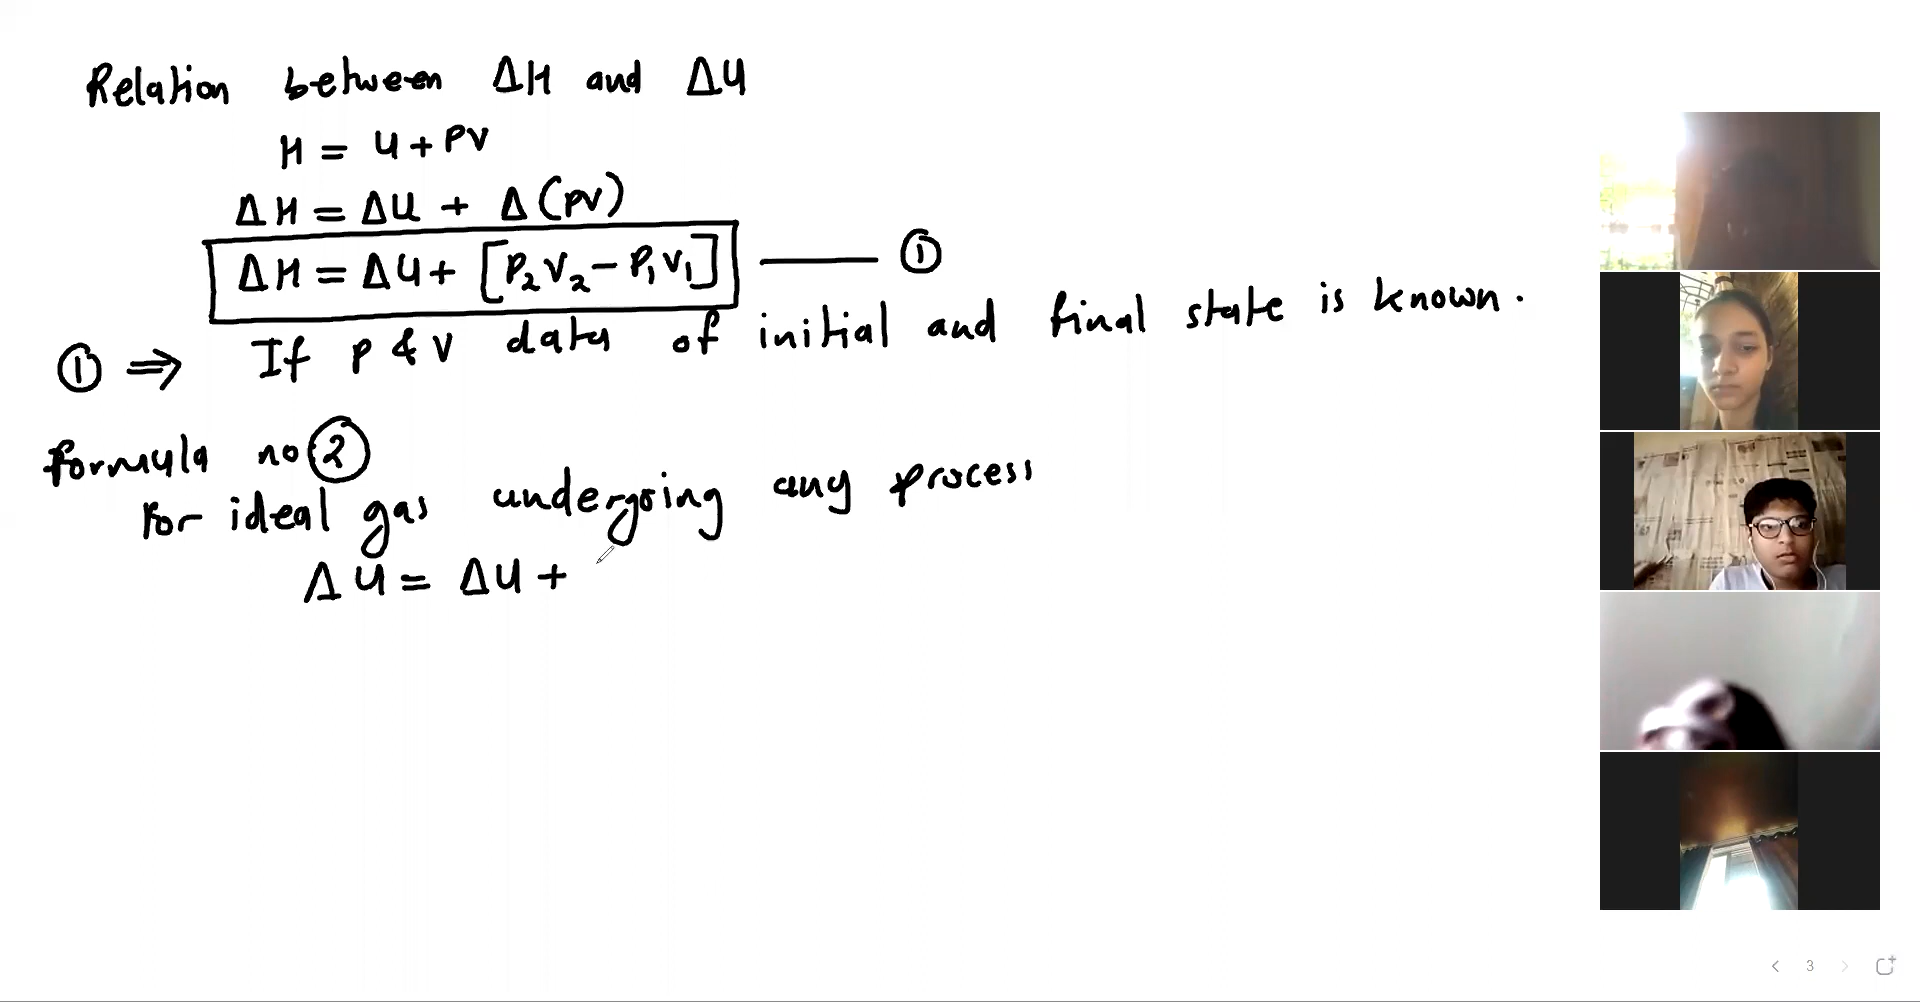 Relation between ΔH and ΔU
H = U + PV
ΔH = ΔU + Δ(PV)
ΔH = ΔU + [P₂V₂ – P₁V₁] —— ①
① ⇒ If P & V data of initial and final state is known.
formula no ②
For ideal gas undergoing any process
ΔU = ΔU +
3